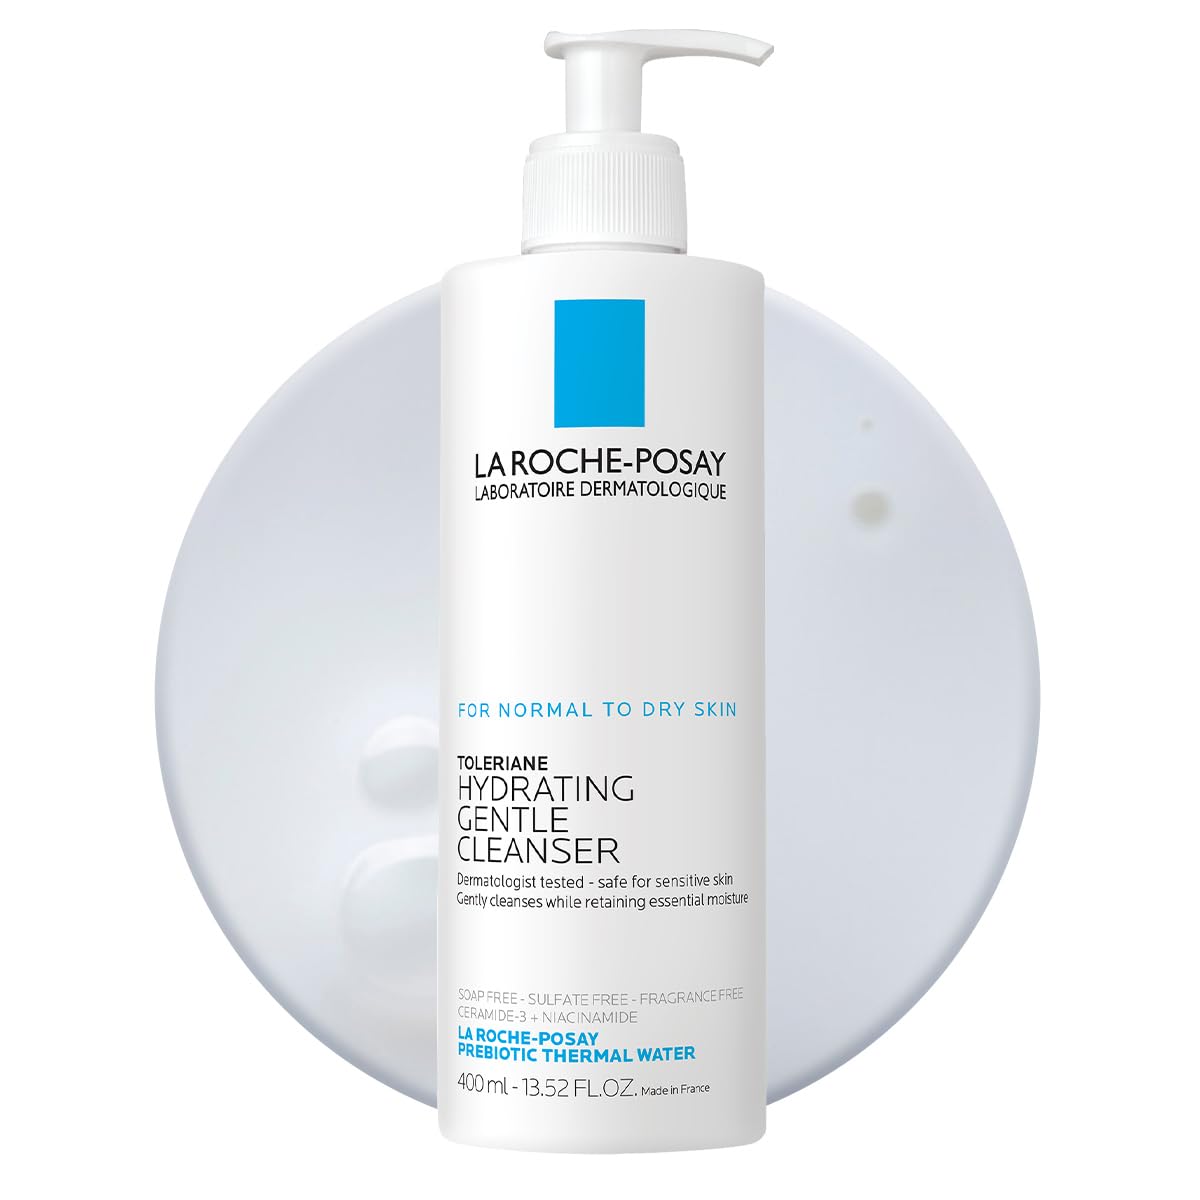 LA ROCHE-POSAY
LABORATOIRE DERMATOLOGIQUE
FOR NORMAL TO DRY SKIN
TOLERIANE
HYDRATING
GENTLE
CLEANSER
Dermatologist tested - safe for sensitive skin
Gently cleanses while retaining essential moisture
SOAP FREE - SULFATE FREE - FRAGRANCE FREE
CERAMIDE-3 + NIACINAMIDE
LA ROCHE-POSAY
PREBIOTIC THERMAL WATER
400 ml - 13.52 FL.OZ. Made in France